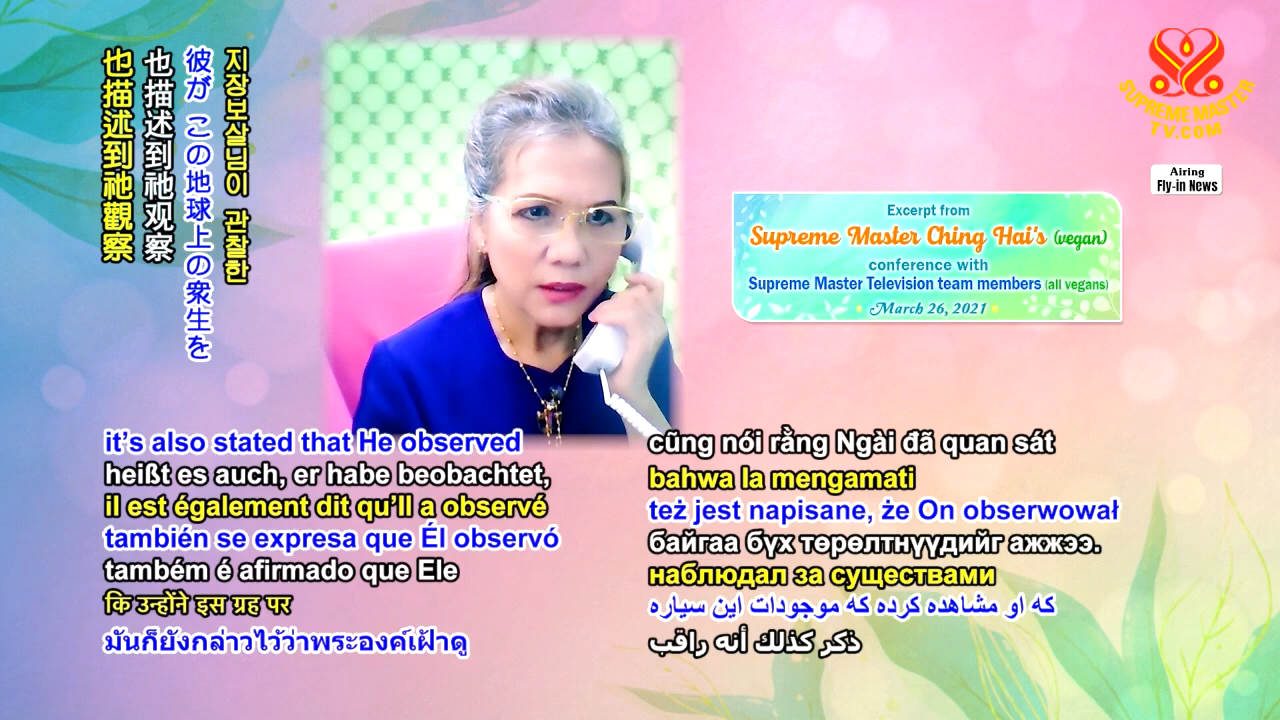 也描述到祂觀察
也描述到祂观察
彼が この地球上の衆生を
지장보살님이 관찰한
SUPREME MASTER
TV.COM
Airing
Fly-in News
Excerpt from
Supreme Master Ching Hai's (vegan)
conference with
Supreme Master Television team members (all vegans)
March 26, 2021
it's also stated that He observed
heißt es auch, er habe beobachtet,
il est également dit qu'Il a observé
también se expresa que Él observó
também é afirmado que Ele
कि उन्होंने इस ग्रह पर
มันก็ยังกล่าวไว้ว่าพระองค์เฝ้าดู
cũng nói rằng Ngài đã quan sát
bahwa Ia mengamati
też jest napisane, że On obserwował
байгаа бүх төрөлтнүүдийг ажжээ.
наблюдал за существами
که او مشاهده کرده که موجودات این سیاره
ذكر كذلك أنه راقب